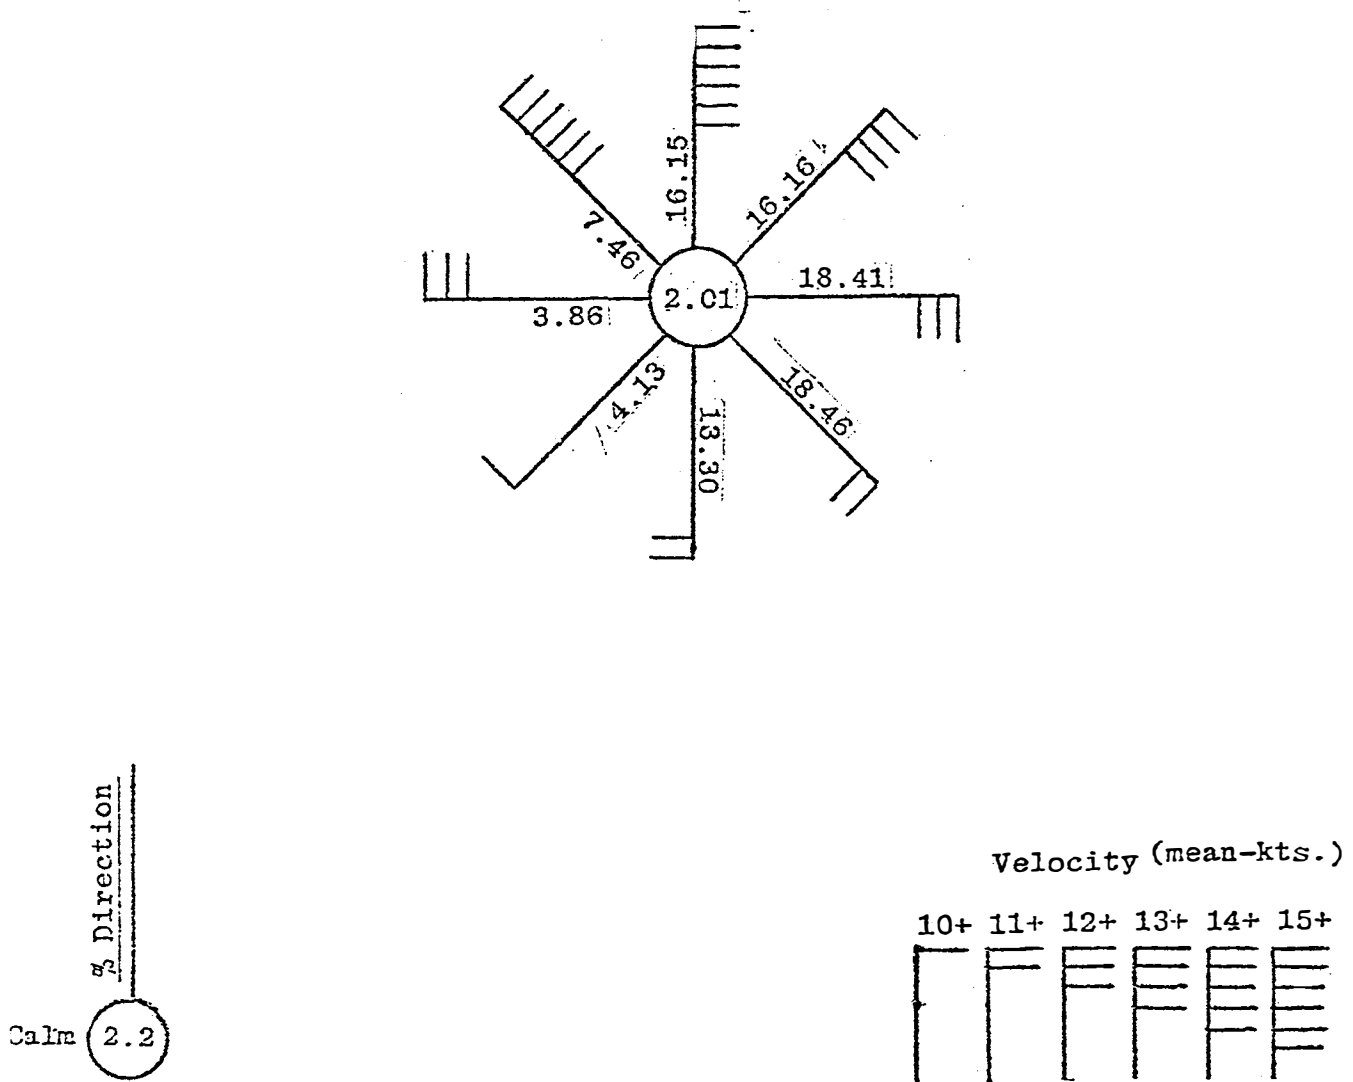 16.15
16.16
7.46
18.41
2.01
3.86
4.13
18.46
13.30
% Direction
Velocity (mean-kts.)
10+ 11+ 12+ 13+ 14+ 15+
Calm 2.2